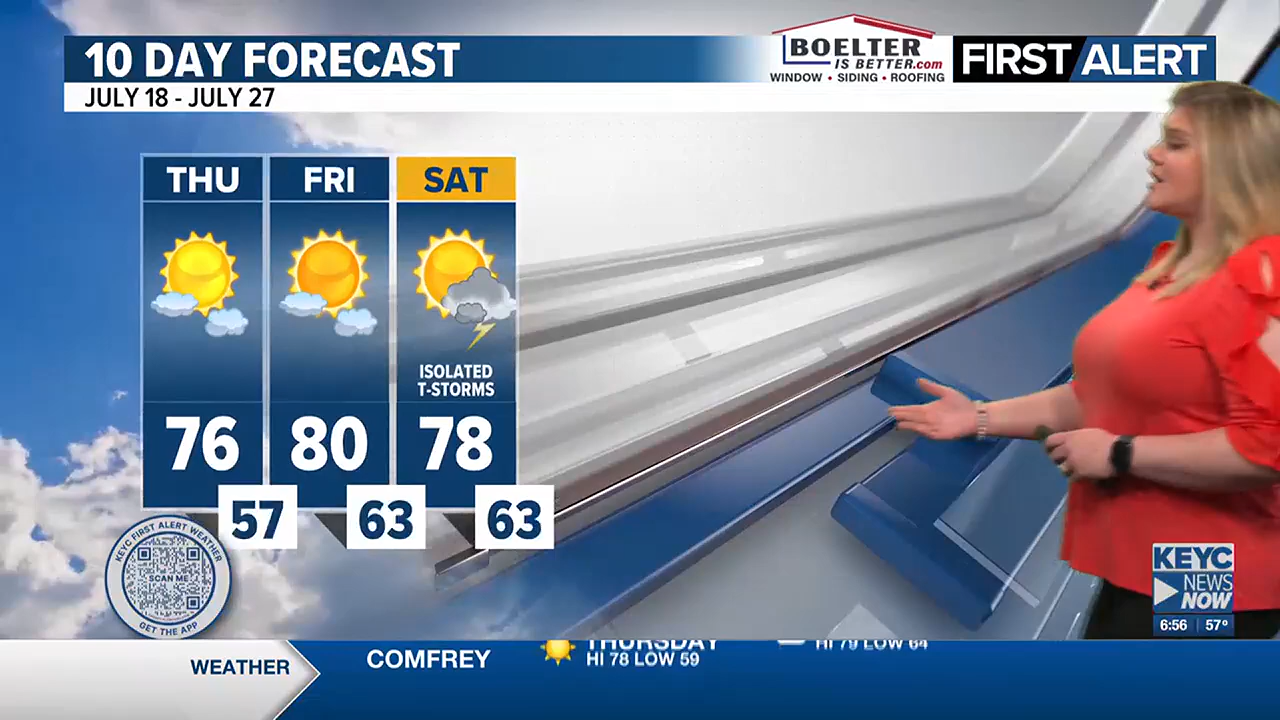 10 DAY FORECAST
JULY 18 - JULY 27
BOELTER
IS BETTER.com
WINDOW • SIDING • ROOFING
FIRST ALERT
THU
FRI
SAT
ISOLATED
T-STORMS
76
80
78
57
63
63
KEYC FIRST ALERT WEATHER
SCAN ME
GET THE APP
KEYC
NEWS
NOW
6:56
57°
WEATHER
COMFREY
THURSDAY
HI 78 LOW 59
HI 79 LOW 64